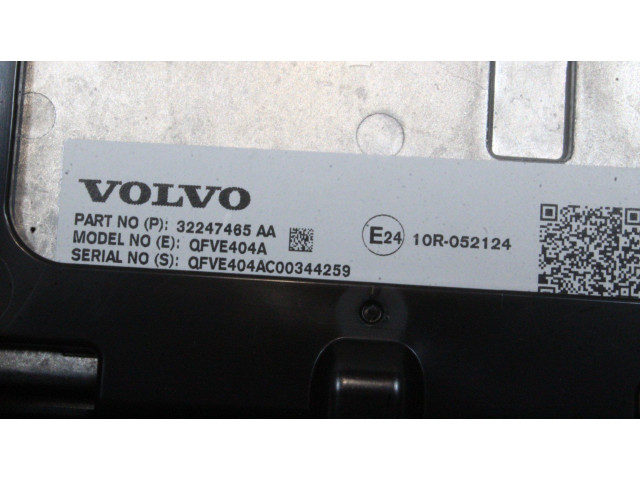 VOLVO
PART NO (P): 32247465 AA
MODEL NO (E): QFVE404A
SERIAL NO (S): QFVE404AC00344259
E24 10R-052124